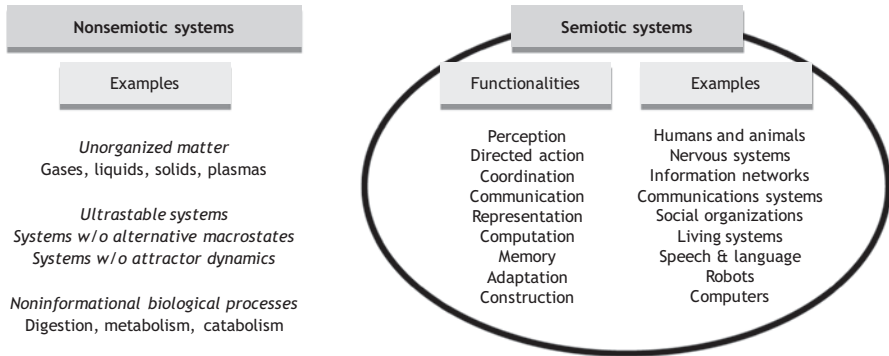 Nonsemiotic systems
Examples
Unorganized matter
Gases, liquids, solids, plasmas
Ultrastable systems
Systems w/o alternative macrostates
Systems w/o attractor dynamics
Noninformational biological processes
Digestion, metabolism, catabolism
Semiotic systems
Functionalities
Perception
Directed action
Coordination
Communication
Representation
Computation
Memory
Adaptation
Construction
Examples
Humans and animals
Nervous systems
Information networks
Communications systems
Social organizations
Living systems
Speech & language
Robots
Computers